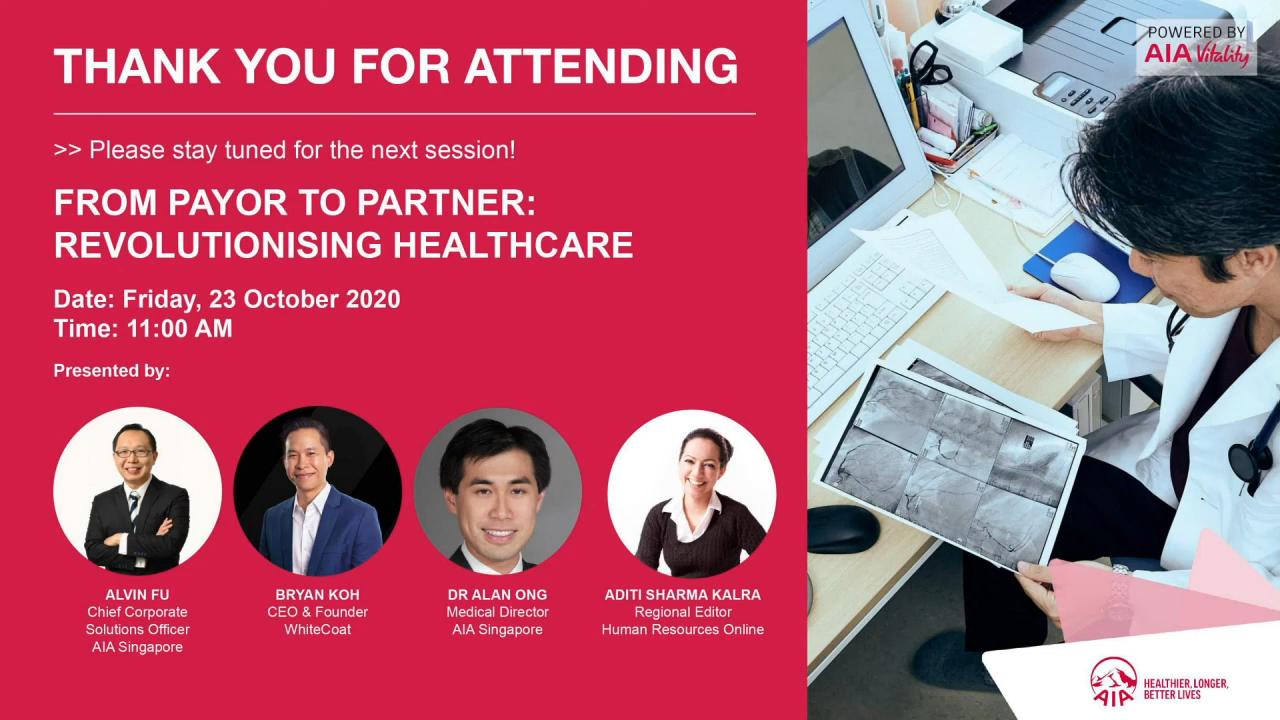 THANK YOU FOR ATTENDING
>> Please stay tuned for the next session!
FROM PAYOR TO PARTNER:
REVOLUTIONISING HEALTHCARE
Date: Friday, 23 October 2020
Time: 11:00 AM
Presented by:
ALVIN FU
Chief Corporate
Solutions Officer
AIA Singapore
BRYAN KOH
CEO & Founder
WhiteCoat
DR ALAN ONG
Medical Director
AIA Singapore
ADITI SHARMA KALRA
Regional Editor
Human Resources Online
POWERED BY
AIA Vitality
AIA
HEALTHIER, LONGER,
BETTER LIVES